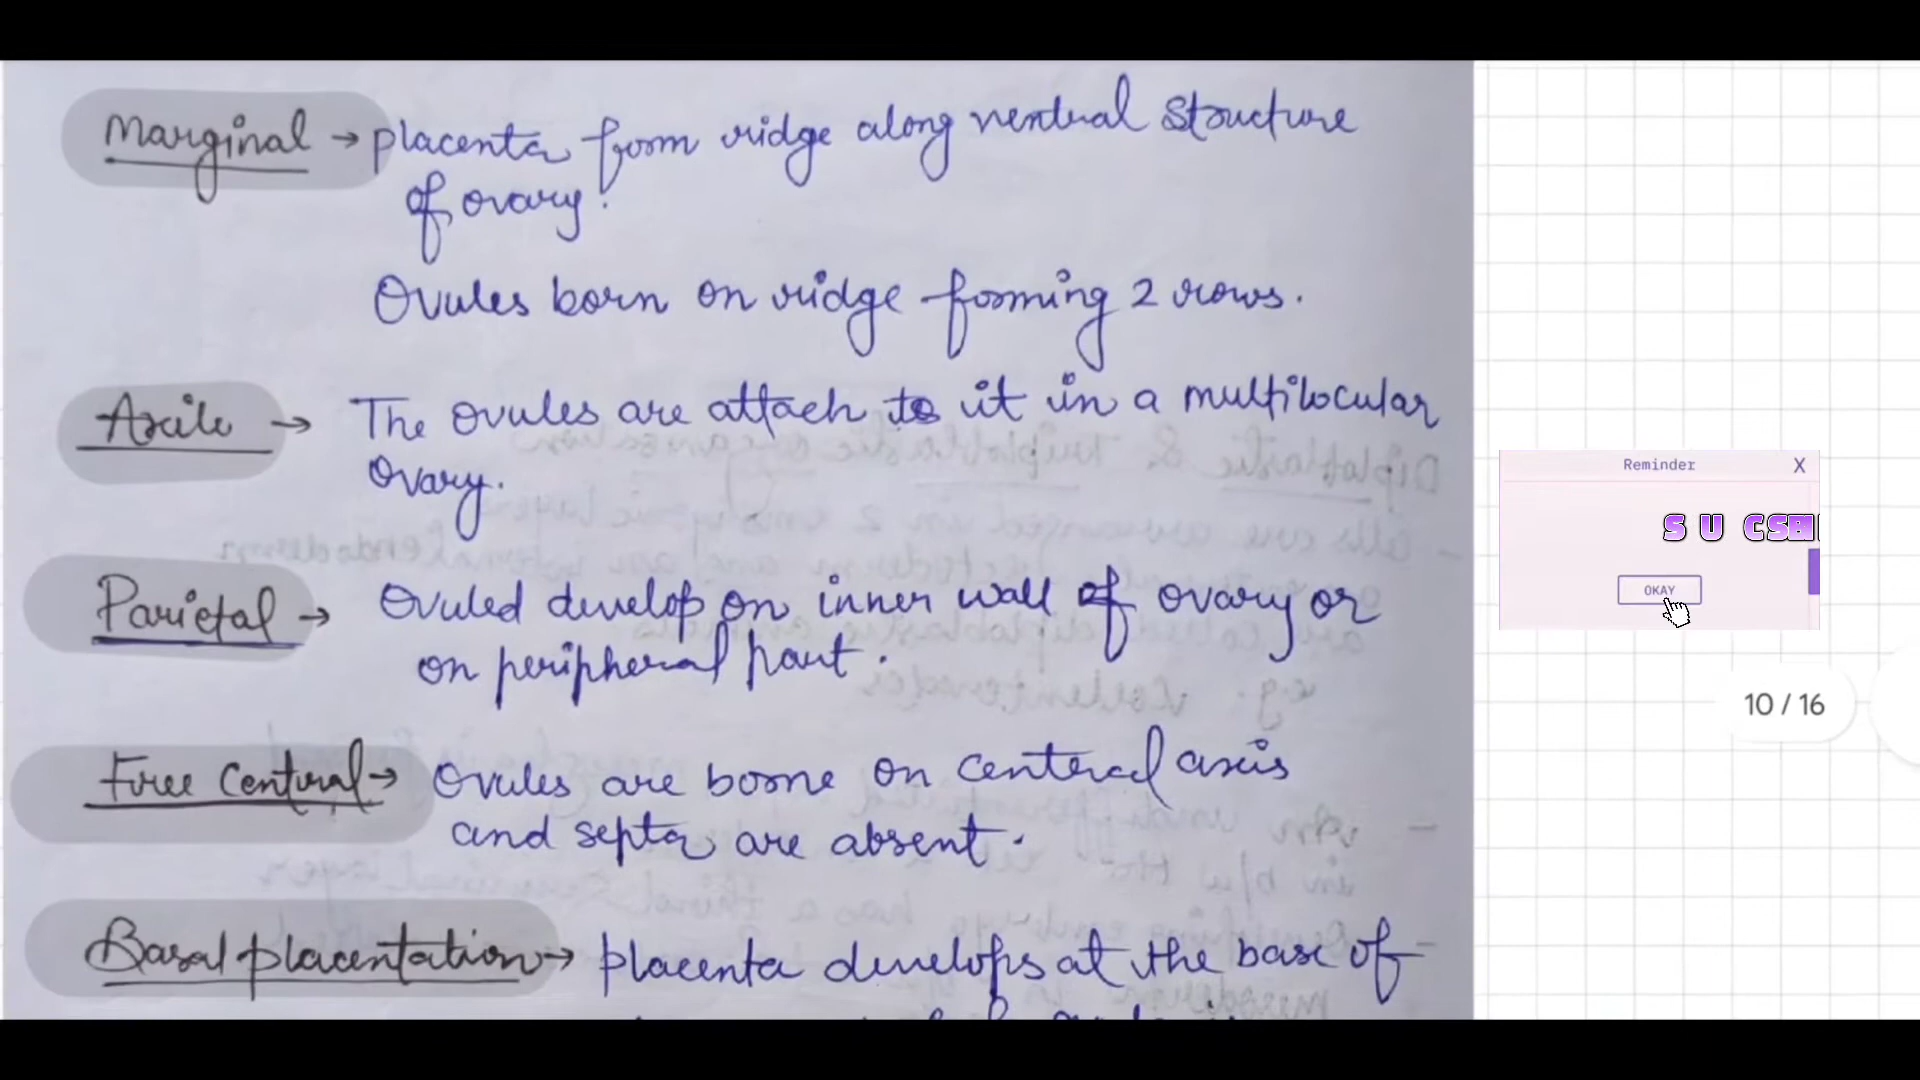 Marginal → placenta form ridge along ventral structure
of ovary.
Ovules born on ridge forming 2 rows.
Axile → The ovules are attach to it in a multilocular
ovary.
Parietal → Ovuled develop on inner wall of ovary or
on peripheral part.
Free Central → Ovules are borne on centeral axis
and septa are absent.
Basal placentation → placenta develops at the base of
Reminder X
S U CS
OKAY
10 / 16